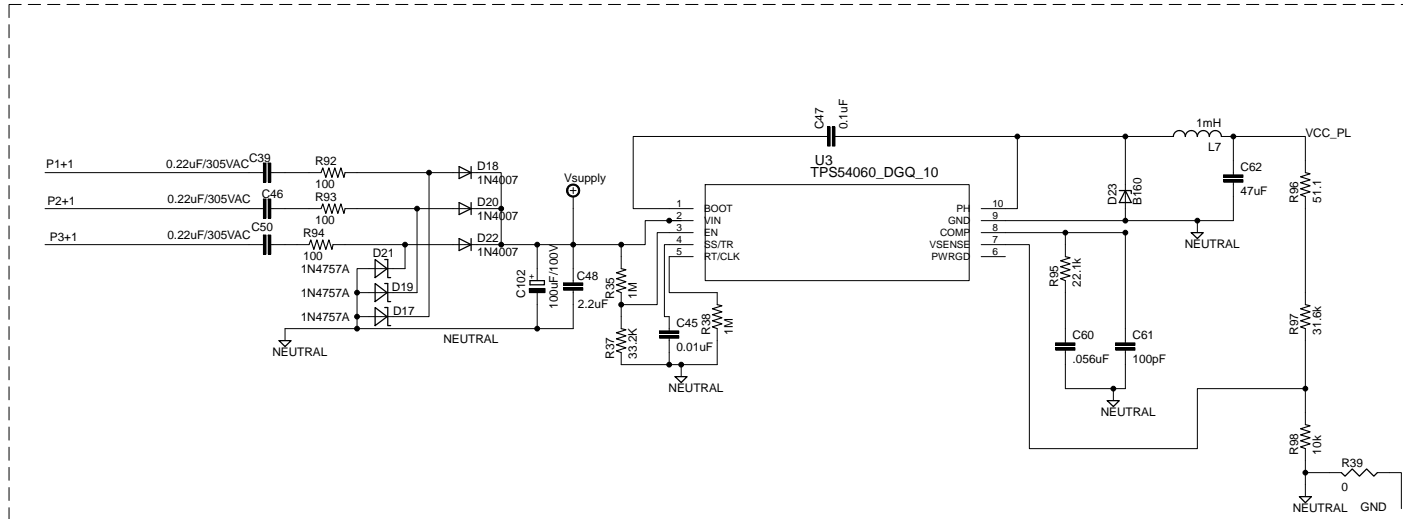 C47
0.1uF
1mH
L7
VCC_PL
U3
TPS54060_DGQ_10
P1+1
0.22uF/305VAC
C39
R92
100
D18
1N4007
P2+1
0.22uF/305VAC
C46
R93
100
D20
1N4007
P3+1
0.22uF/305VAC
C50
R94
100
D22
1N4007
Vsupply
1
BOOT
2
VIN
3
EN
4
SS/TR
5
RT/CLK
PH
10
GND
9
COMP
8
VSENSE
7
PWRGD
6
D23
B160
C62
47uF
R96
51.1
NEUTRAL
D21
1N4757A
D19
1N4757A
D17
1N4757A
C102
+
100uF/100V
C48
2.2uF
R35
1M
R37
33.2K
C45
0.01uF
R38
1M
R95
22.1k
C60
.056uF
C61
100pF
R97
31.6k
NEUTRAL
NEUTRAL
NEUTRAL
NEUTRAL
R98
10k
R39
0
NEUTRAL
GND